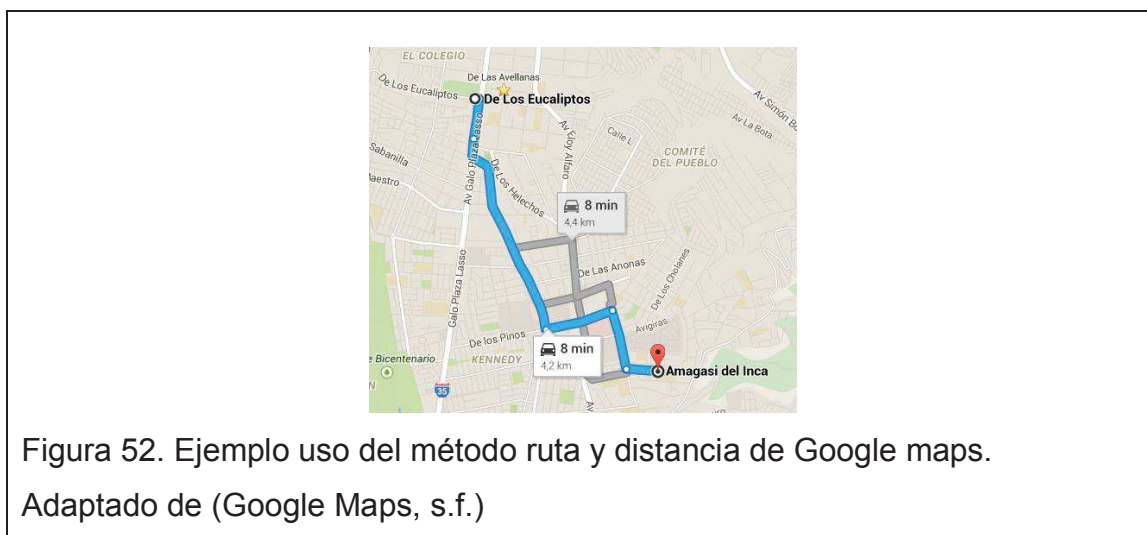 EL COLEGIO
De Las Avellanas
De Los Eucaliptos
De Los Eucaliptos
Av Simón Bo
Av La Bota
Av Eloy Alfaro
Calle L
COMITÉ
DEL PUEBLO
Sabanilla
Maestro
Av Galo Plaza Lasso
De Los Helechos
8 min
4,4 km
De Las Anonas
De Los Cholanes
Galo Plaza Lasso
De los Pinos
Avigiras
8 min
4,2 km
KENNEDY
e Bicentenario
N
35
Av
Amagasi del Inca
Figura 52. Ejemplo uso del método ruta y distancia de Google maps.
Adaptado de (Google Maps, s.f.)